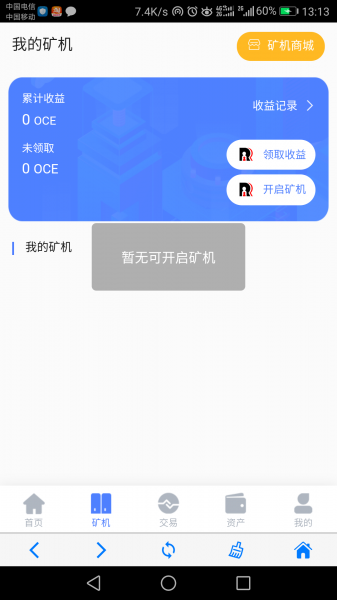 中国电信
中国移动
7.4K/s
60%
13:13
我的矿机
矿机商城
累计收益
0 OCE
收益记录
未领取
0 OCE
领取收益
开启矿机
我的矿机
暂无可开启矿机
首页
矿机
交易
资产
我的